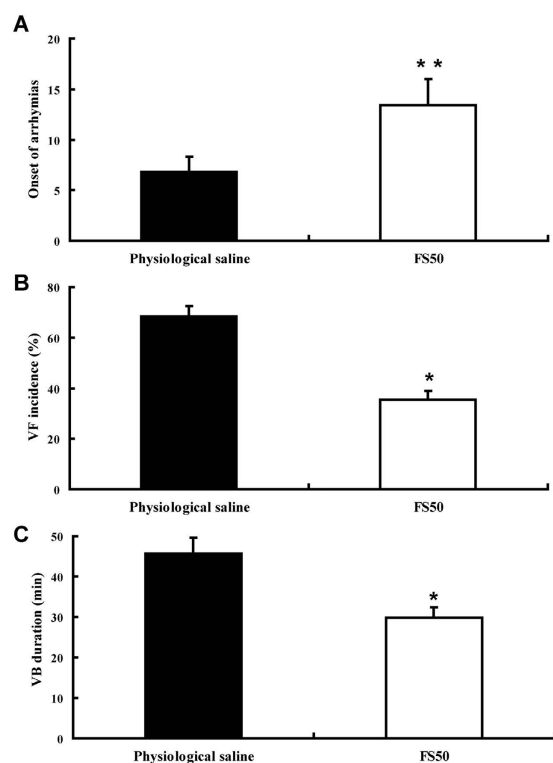 A
Onset of arrhymias
20
15
10
5
0
* *
Physiological saline
FS50
B
VF incidence (%)
80
60
40
20
0
*
Physiological saline
FS50
C
VB duration (min)
50
40
30
20
10
0
*
Physiological saline
FS50